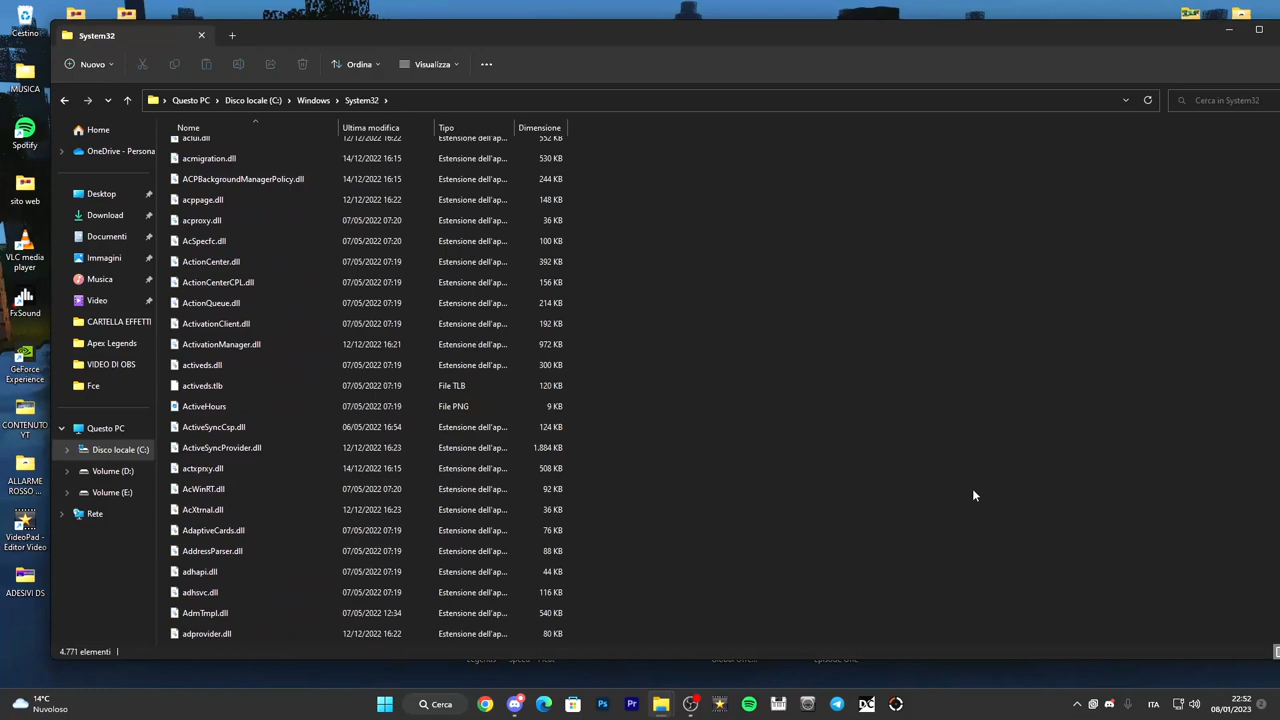 Cestino
System32
MUSICA
Nuovo
Ordina
Visualizza
Questo PC
Disco locale (C:)
Windows
System32
Cerca in System32
Spotify
sito web
VLC media
player
FxSound
GeForce
Experience
CONTENUTO
YT
ALLARME
ROSSO ...
VideoPad -
Editor Video
ADESIVI DS
Home
OneDrive - Persona
Desktop
Download
Documenti
Immagini
Musica
Video
CARTELLA EFFETTI
Apex Legends
VIDEO DI OBS
Fce
Questo PC
Disco locale (C:)
Volume (D:)
Volume (E:)
Rete
Nome Ultima modifica Tipo Dimensione
aclui.dll 12/12/2022 16:22 Estensione dell'ap... 552 KB
acmigration.dll 14/12/2022 16:15 Estensione dell'ap... 530 KB
ACPBackgroundManagerPolicy.dll 14/12/2022 16:15 Estensione dell'ap... 244 KB
acppage.dll 12/12/2022 16:22 Estensione dell'ap... 148 KB
acproxy.dll 07/05/2022 07:20 Estensione dell'ap... 36 KB
AcSpecfc.dll 07/05/2022 07:20 Estensione dell'ap... 100 KB
ActionCenter.dll 07/05/2022 07:19 Estensione dell'ap... 392 KB
ActionCenterCPL.dll 07/05/2022 07:19 Estensione dell'ap... 156 KB
ActionQueue.dll 07/05/2022 07:19 Estensione dell'ap... 214 KB
ActivationClient.dll 07/05/2022 07:19 Estensione dell'ap... 192 KB
ActivationManager.dll 12/12/2022 16:21 Estensione dell'ap... 972 KB
activeds.dll 07/05/2022 07:19 Estensione dell'ap... 300 KB
activeds.tlb 07/05/2022 07:19 File TLB 120 KB
ActiveHours 07/05/2022 07:19 File PNG 9 KB
ActiveSyncCsp.dll 06/05/2022 16:54 Estensione dell'ap... 124 KB
ActiveSyncProvider.dll 12/12/2022 16:23 Estensione dell'ap... 1.884 KB
actxprxy.dll 14/12/2022 16:15 Estensione dell'ap... 508 KB
AcWinRT.dll 07/05/2022 07:20 Estensione dell'ap... 92 KB
AcXtrnal.dll 12/12/2022 16:23 Estensione dell'ap... 36 KB
AdaptiveCards.dll 07/05/2022 07:19 Estensione dell'ap... 76 KB
AddressParser.dll 07/05/2022 07:19 Estensione dell'ap... 88 KB
adhapi.dll 07/05/2022 07:19 Estensione dell'ap... 44 KB
adhsvc.dll 07/05/2022 07:19 Estensione dell'ap... 116 KB
AdmTmpl.dll 07/05/2022 12:34 Estensione dell'ap... 540 KB
adprovider.dll 12/12/2022 16:22 Estensione dell'ap... 80 KB
4.771 elementi
14°C
Nuvoloso
Cerca
ITA
22:52
08/01/2023